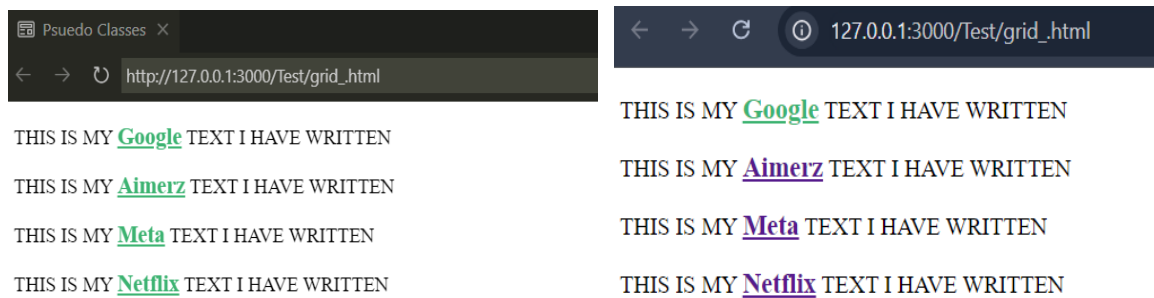 Psuedo Classes
http://127.0.0.1:3000/Test/grid_.html
THIS IS MY Google TEXT I HAVE WRITTEN
THIS IS MY Aimerz TEXT I HAVE WRITTEN
THIS IS MY Meta TEXT I HAVE WRITTEN
THIS IS MY Netflix TEXT I HAVE WRITTEN
127.0.0.1:3000/Test/grid_.html
THIS IS MY Google TEXT I HAVE WRITTEN
THIS IS MY Aimerz TEXT I HAVE WRITTEN
THIS IS MY Meta TEXT I HAVE WRITTEN
THIS IS MY Netflix TEXT I HAVE WRITTEN